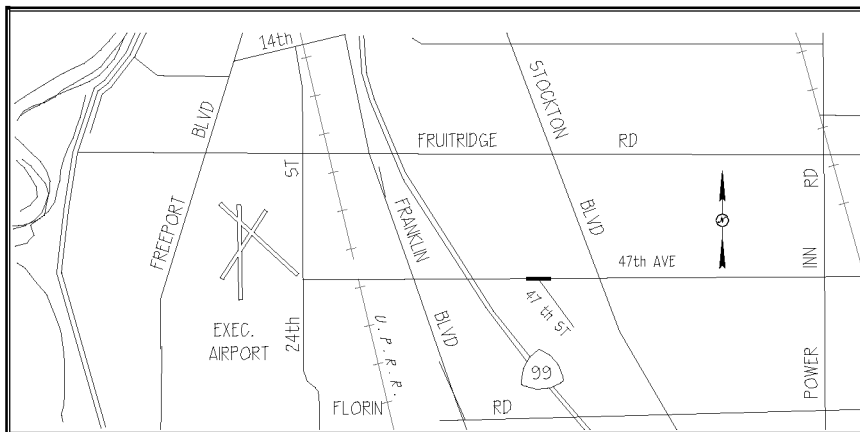 14th
FREEPORT BLVD
24th ST
FRUITRIDGE RD
STOCKTON BLVD
FRANKLIN BLVD
POWER INN RD
47th AVE
47 th ST
EXEC.
AIRPORT
U.P.R.R.
99
FLORIN RD